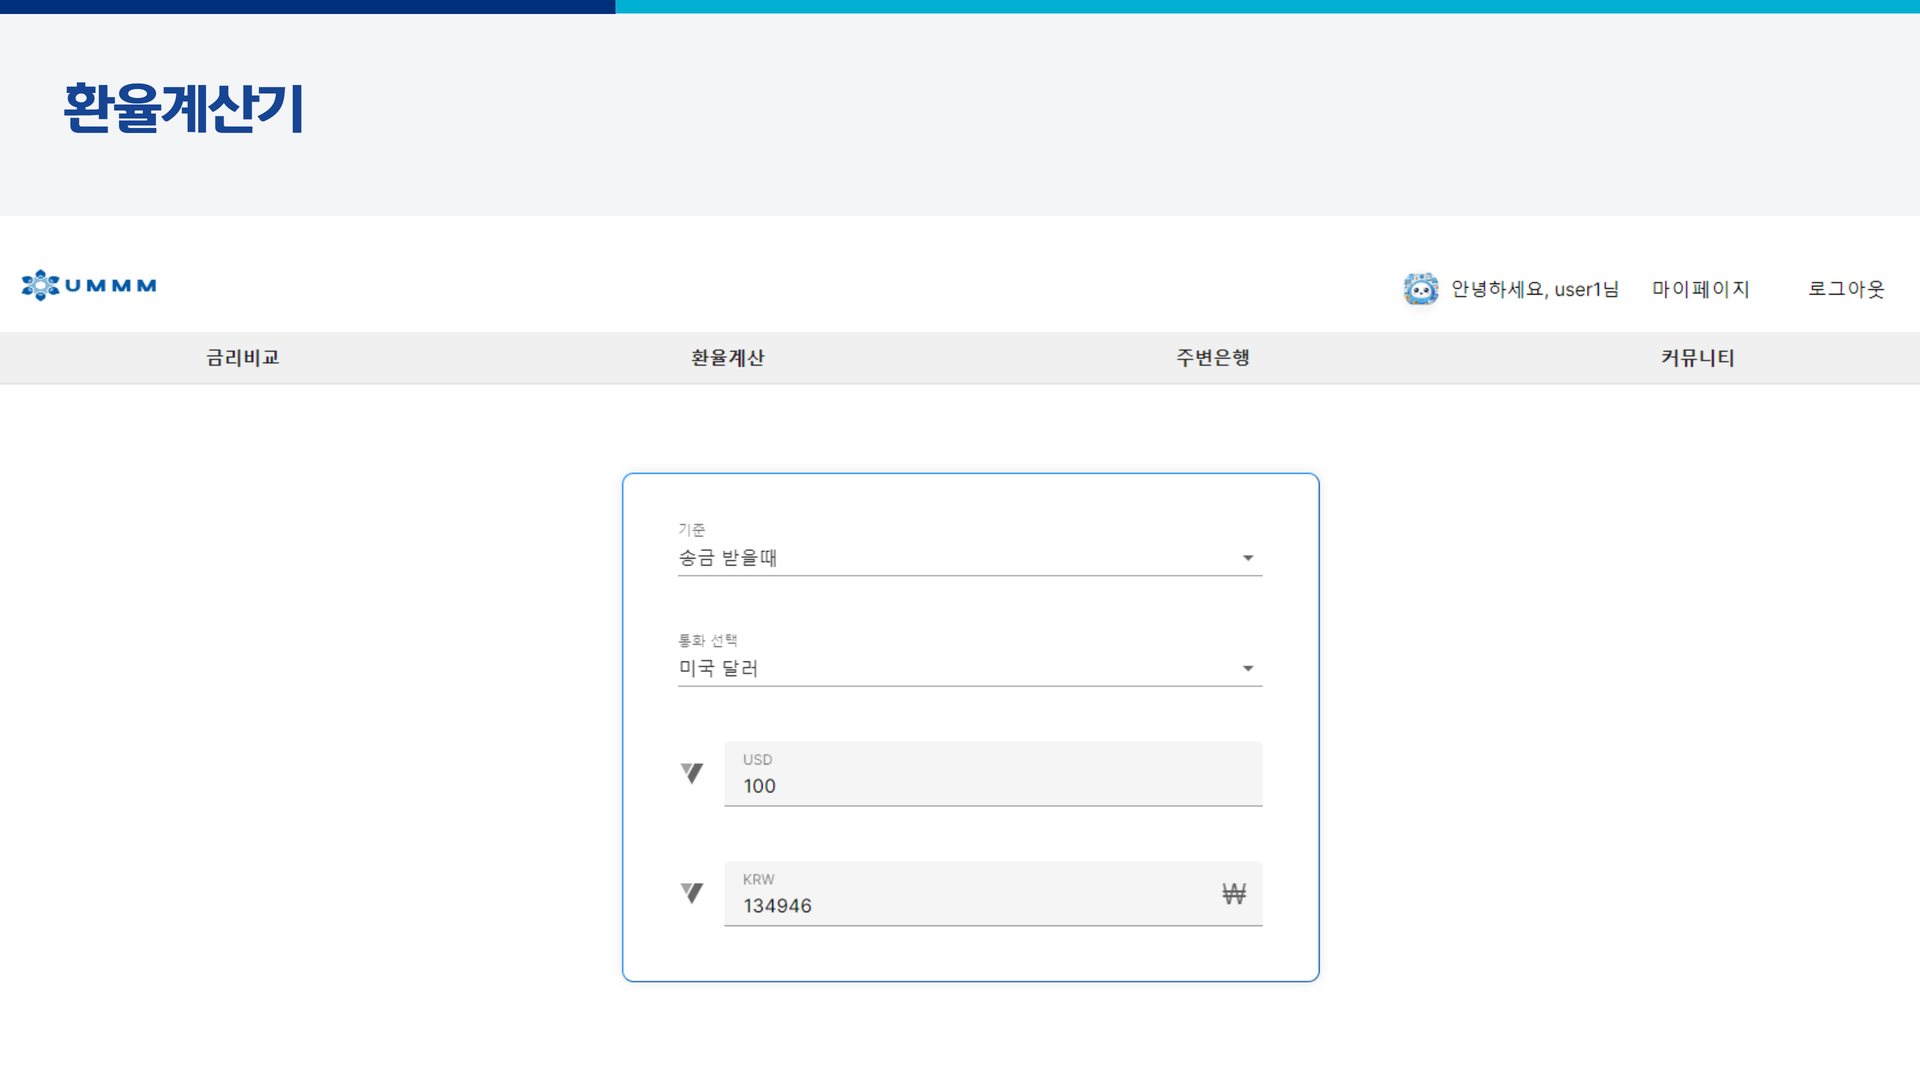 환율계산기
UMMM
안녕하세요, user1님 마이페이지 로그아웃
금리비교 환율계산 주변은행 커뮤니티
기준
송금 받을때
통화 선택
미국 달러
USD
100
KRW
134946 ₩